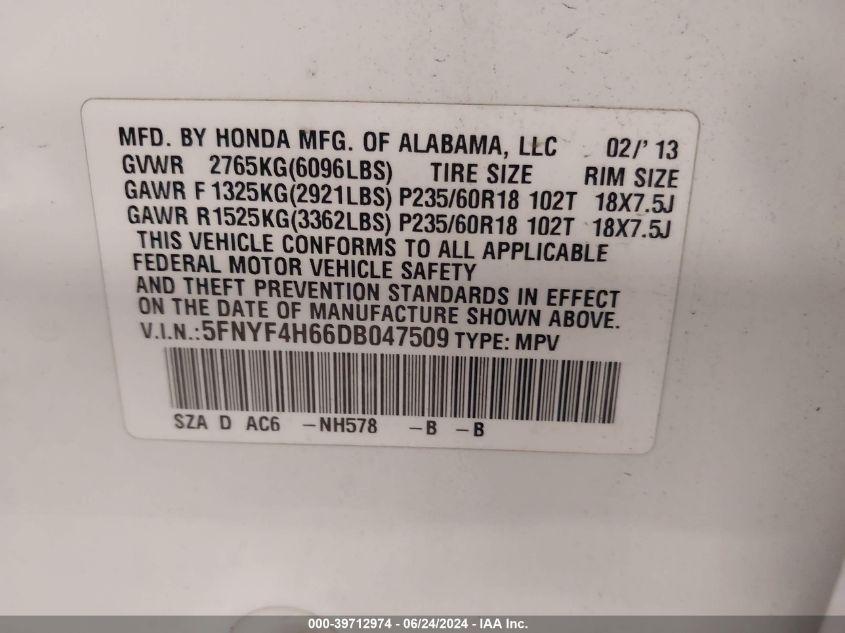 MFD. BY HONDA MFG. OF ALABAMA, LLC 02/' 13
GVWR 2765KG(6096LBS) TIRE SIZE RIM SIZE
GAWR F 1325KG(2921LBS) P235/60R18 102T 18X7.5J
GAWR R1525KG(3362LBS) P235/60R18 102T 18X7.5J
THIS VEHICLE CONFORMS TO ALL APPLICABLE
FEDERAL MOTOR VEHICLE SAFETY
AND THEFT PREVENTION STANDARDS IN EFFECT
ON THE DATE OF MANUFACTURE SHOWN ABOVE.
V.I.N.:5FNYF4H66DB047509 TYPE: MPV
SZA D AC6 –NH578 –B –B
000-39712974 | 06/24/2024 | IAA Inc.